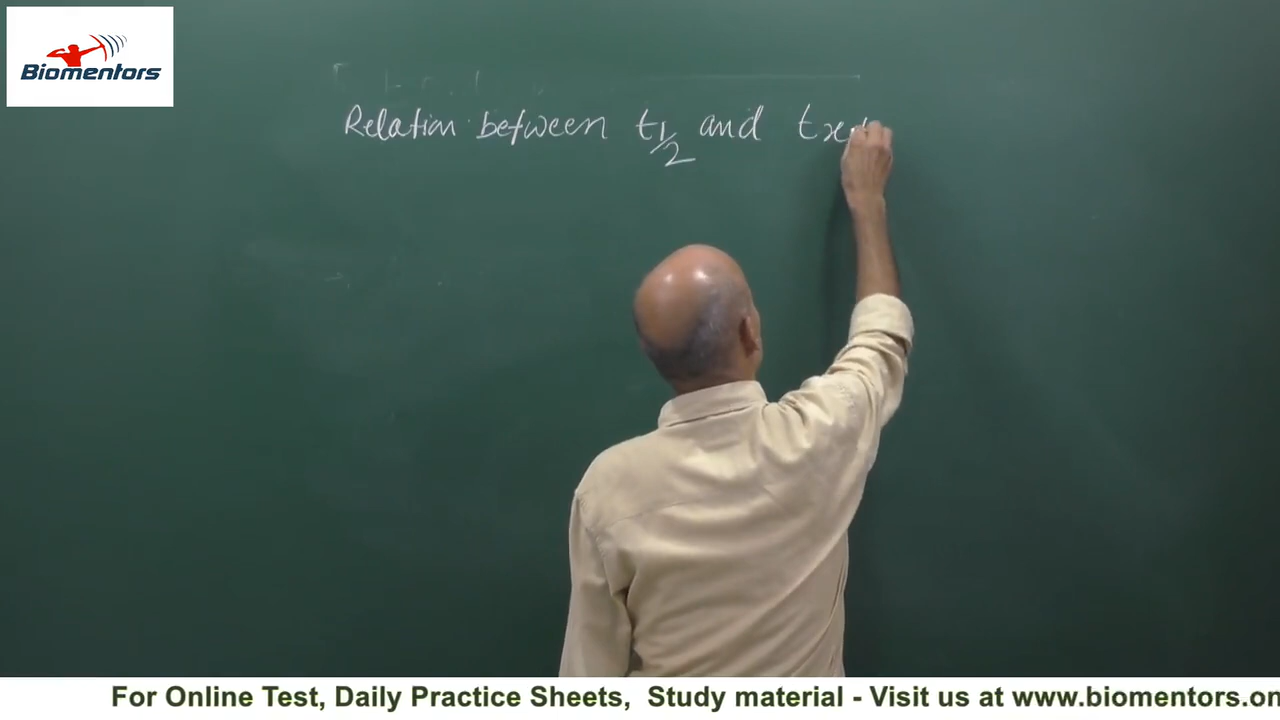 Biomentors
Relation between t1/2 and tx
For Online Test, Daily Practice Sheets, Study material - Visit us at www.biomentors.on